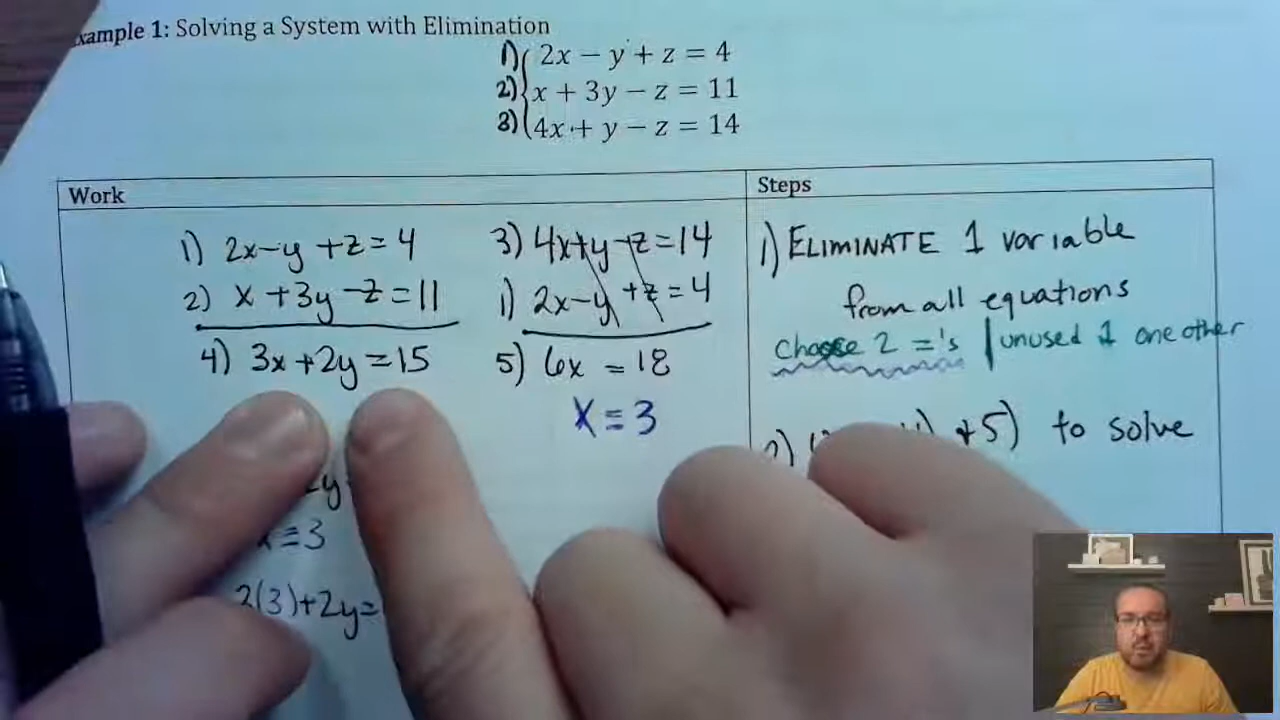 xample 1: Solving a System with Elimination
1) 2x − y + z = 4
2) x + 3y − z = 11
3) 4x + y − z = 14
Work
Steps
1) 2x−y +z=4
2) x +3y −z =11
4) 3x+2y =15
3) 4x+y−z=14
1) 2x−y +z=4
5) 6x = 18
x=3
1) ELIMINATE 1 variable
from all equations
choose 2 ='s | unused 1 one other
+5) to solve
=3
(3)+2y=